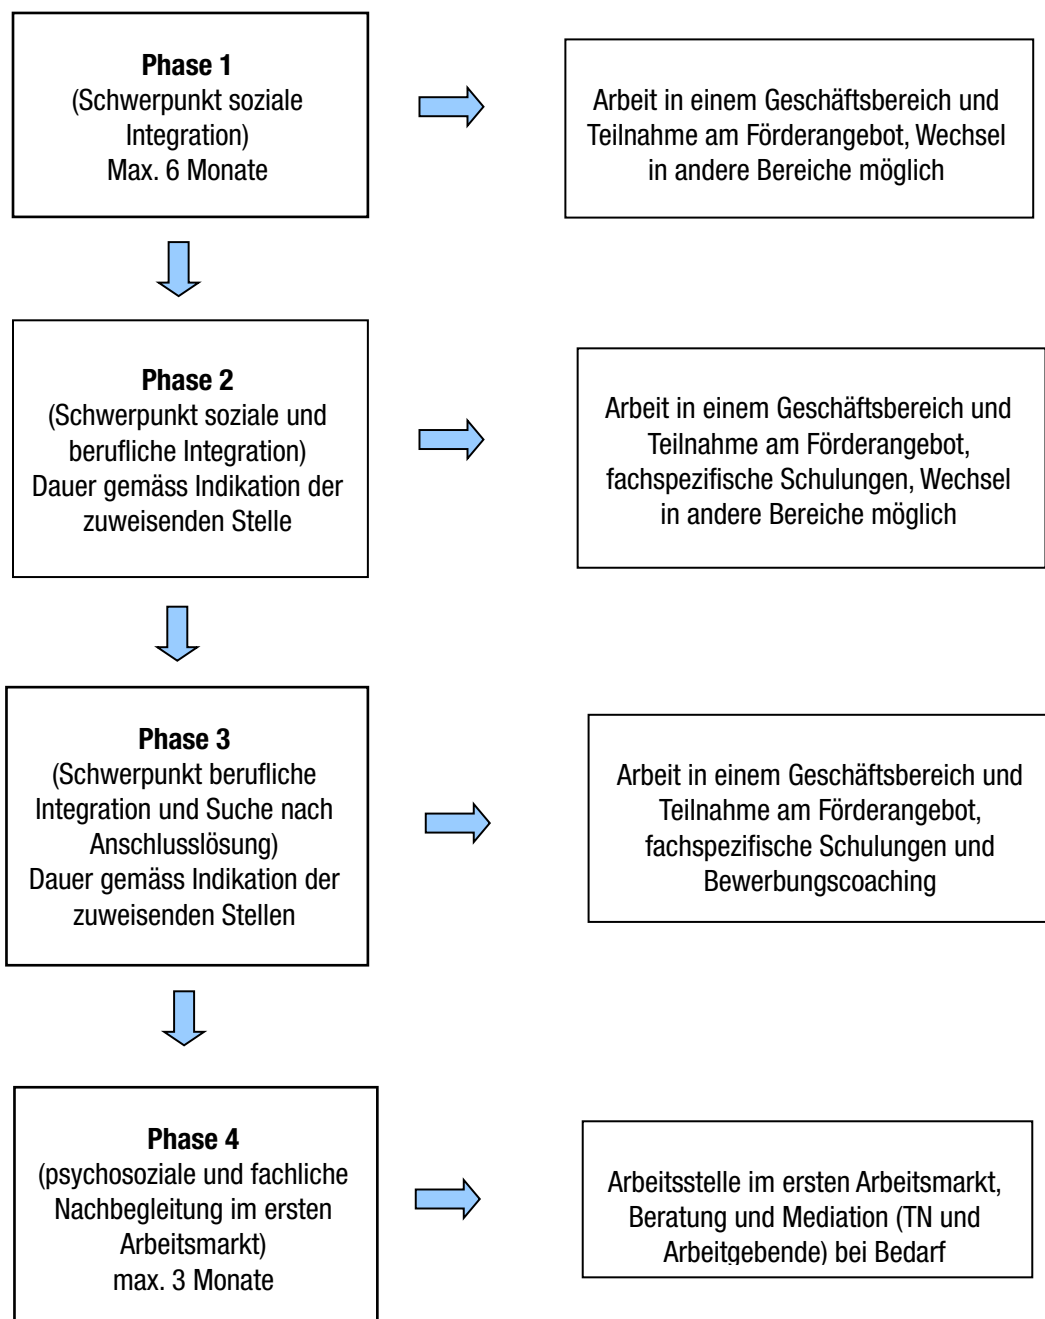 Phase 1
(Schwerpunkt soziale
Integration)
Max. 6 Monate
Arbeit in einem Geschäftsbereich und
Teilnahme am Förderangebot, Wechsel
in andere Bereiche möglich
Phase 2
(Schwerpunkt soziale und
berufliche Integration)
Dauer gemäss Indikation der
zuweisenden Stelle
Arbeit in einem Geschäftsbereich und
Teilnahme am Förderangebot,
fachspezifische Schulungen, Wechsel
in andere Bereiche möglich
Phase 3
(Schwerpunkt berufliche
Integration und Suche nach
Anschlusslösung)
Dauer gemäss Indikation der
zuweisenden Stellen
Arbeit in einem Geschäftsbereich und
Teilnahme am Förderangebot,
fachspezifische Schulungen und
Bewerbungscoaching
Phase 4
(psychosoziale und fachliche
Nachbegleitung im ersten
Arbeitsmarkt)
max. 3 Monate
Arbeitsstelle im ersten Arbeitsmarkt,
Beratung und Mediation (TN und
Arbeitgebende) bei Bedarf